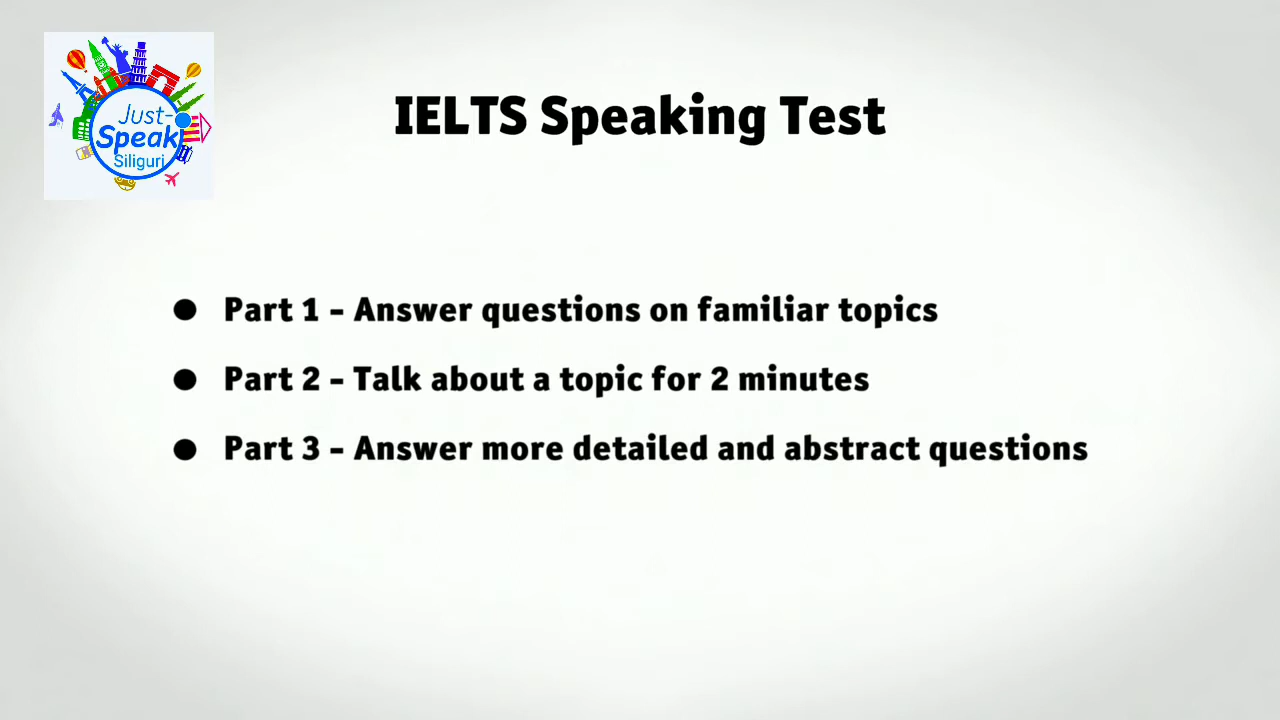 Just-
Speak
Siliguri
IELTS Speaking Test
Part 1 - Answer questions on familiar topics
Part 2 - Talk about a topic for 2 minutes
Part 3 - Answer more detailed and abstract questions